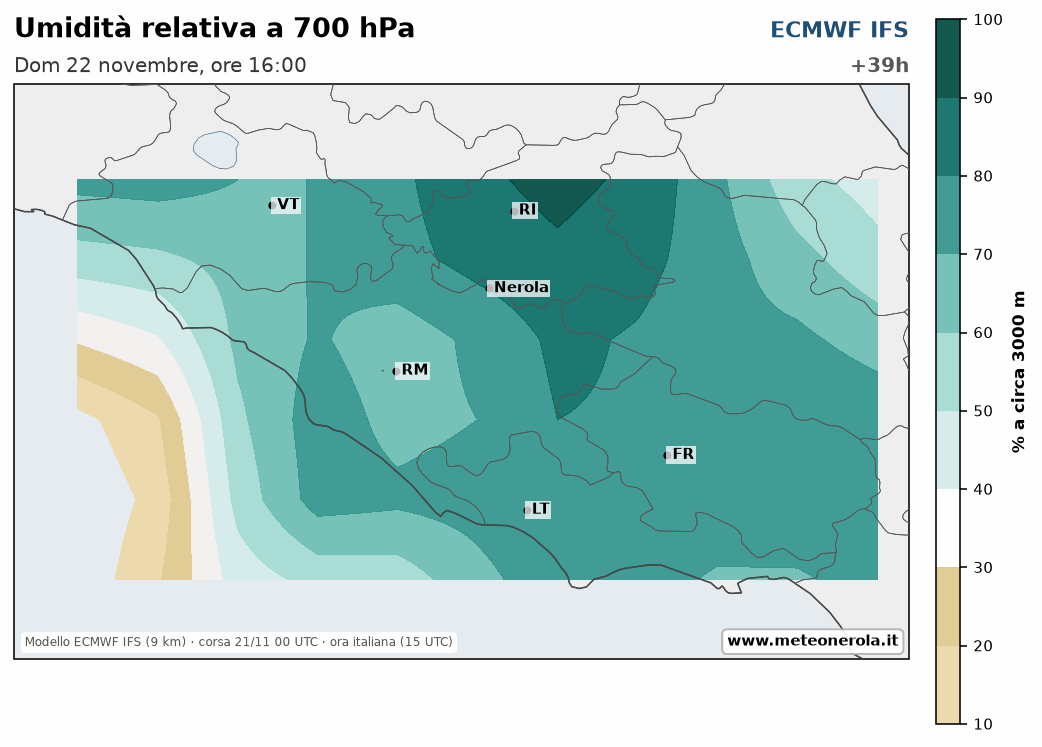 Umidità relativa a 700 hPa
ECMWF IFS
Dom 22 novembre, ore 16:00
+39h
VT
RI
Nerola
RM
FR
LT
Modello ECMWF IFS (9 km) · corsa 21/11 00 UTC · ora italiana (15 UTC)
www.meteonerola.it
100
90
80
70
60
50
40
30
20
10
% a circa 3000 m